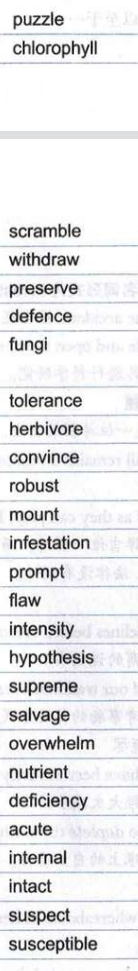 puzzle
chlorophyll
scramble
withdraw
preserve
defence
fungi
tolerance
herbivore
convince
robust
mount
infestation
prompt
flaw
intensity
hypothesis
supreme
salvage
overwhelm
nutrient
deficiency
acute
internal
intact
suspect
susceptible